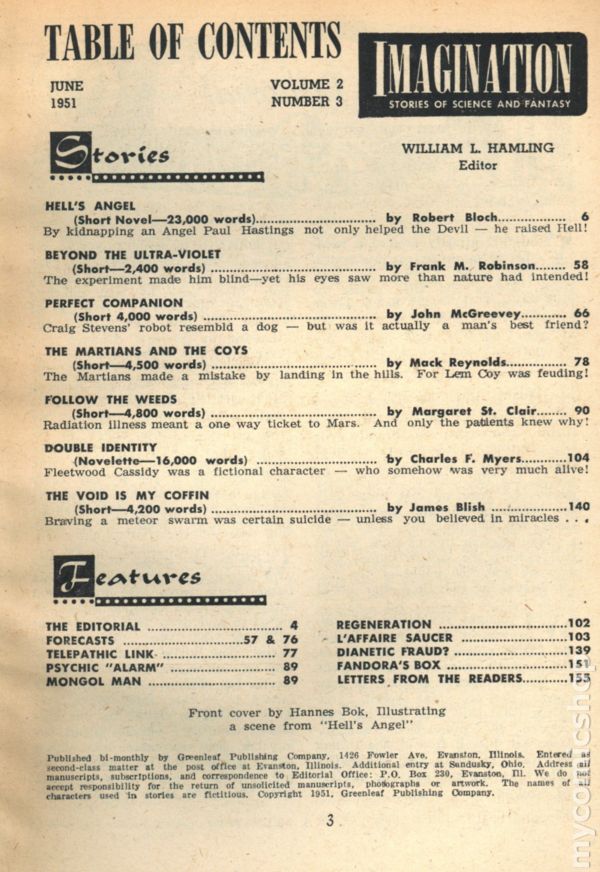 TABLE OF CONTENTS
JUNE
1951
VOLUME 2
NUMBER 3
IMAGINATION
STORIES OF SCIENCE AND FANTASY
WILLIAM L. HAMLING
Editor
Stories
HELL'S ANGEL
(Short Novel—23,000 words)............................... by Robert Bloch................. 6
By kidnapping an Angel Paul Hastings not only helped the Devil — he raised Hell!
BEYOND THE ULTRA-VIOLET
(Short—2,400 words) ............................................. by Frank M. Robinson........ 58
The experiment made him blind—yet his eyes saw more than nature had intended!
PERFECT COMPANION
(Short 4,000 words) ............................................. by John McGreevey............ 66
Craig Stevens' robot resembld a dog — but was it actually a man's best friend?
THE MARTIANS AND THE COYS
(Short—4,500 words) ............................................. by Mack Reynolds.............. 78
The Martians made a mistake by landing in the hills. For Lem Coy was feuding!
FOLLOW THE WEEDS
(Short—4,800 words) ............................................. by Margaret St. Clair........ 90
Radiation illness meant a one way ticket to Mars. And only the patients knew why!
DOUBLE IDENTITY
(Novelette—16,000 words) ............................... by Charles F. Myers...........104
Fleetwood Cassidy was a fictional character — who somehow was very much alive!
THE VOID IS MY COFFIN
(Short—4,200 words) ............................................. by James Blish ..................140
Braving a meteor swarm was certain suicide — unless you believed in miracles . . .
Features
THE EDITORIAL .................................. 4
FORECASTS ..............................57 & 76
TELEPATHIC LINK ............................ 77
PSYCHIC "ALARM" ............................ 89
MONGOL MAN .................................. 89
REGENERATION ..............................102
L'AFFAIRE SAUCER ..........................103
DIANETIC FRAUD? ............................139
FANDORA'S BOX ..............................151
LETTERS FROM THE READERS..........155
Front cover by Hannes Bok, Illustrating
a scene from "Hell's Angel"
Published bi-monthly by Greenleaf Publishing Company, 1426 Fowler Ave, Evanston, Illinois. Entered as
second-class matter at the post office at Evanston, Illinois. Additional entry at Sandusky, Ohio. Address all
manuscripts, subscriptions, and correspondence to Editorial Office: P.O. Box 230, Evanston, Ill. We do not
accept responsibility for the return of unsolicited manuscripts, photographs or artwork. The names of all
characters used in stories are fictitious. Copyright 1951, Greenleaf Publishing Company.
3
mycomicshop